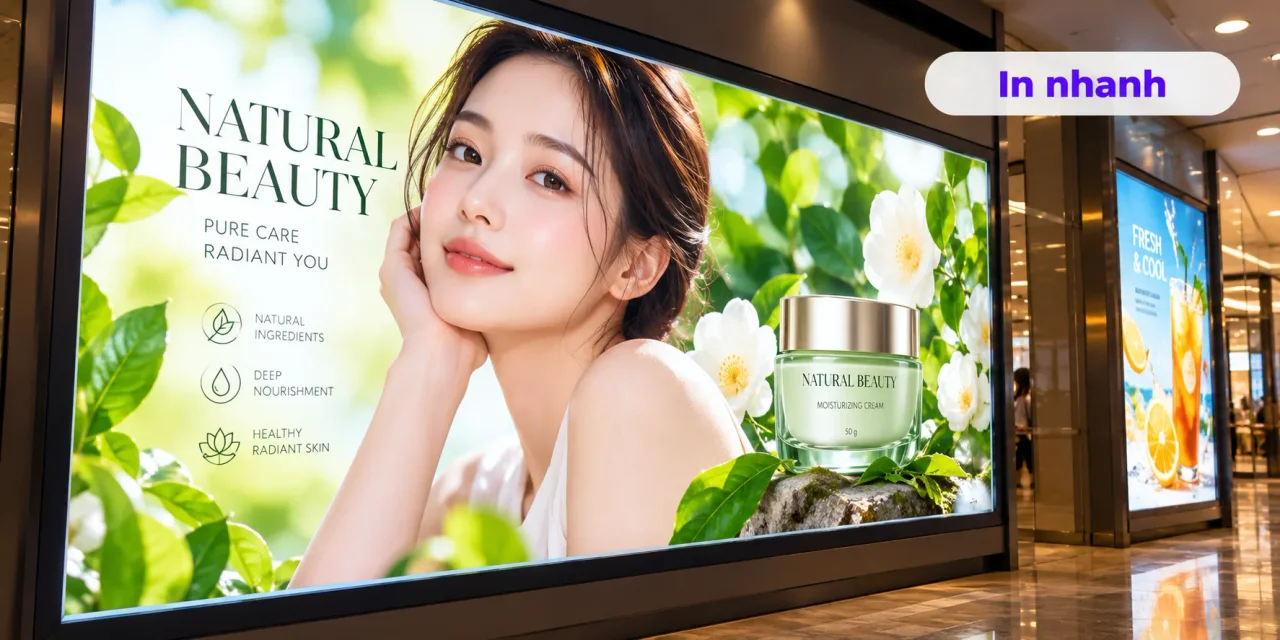 In nhanh
NATURAL
BEAUTY
PURE CARE
RADIANT YOU
NATURAL
INGREDIENTS
DEEP
NOURISHMENT
HEALTHY
RADIANT SKIN
NATURAL BEAUTY
MOISTURIZING CREAM
50 g
FRESH
& COOL